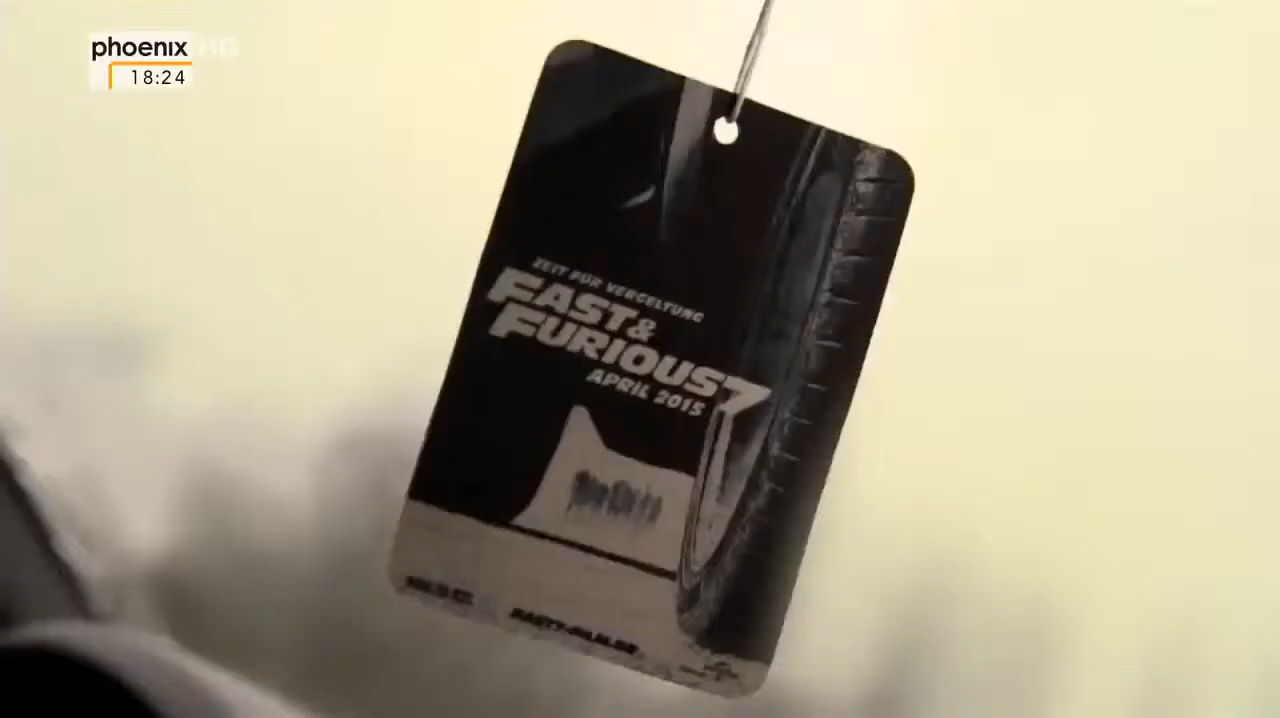 phoenix HD
18:24
ZEIT FÜR VERGELTUNG
FAST &
FURIOUS 7
APRIL 2015